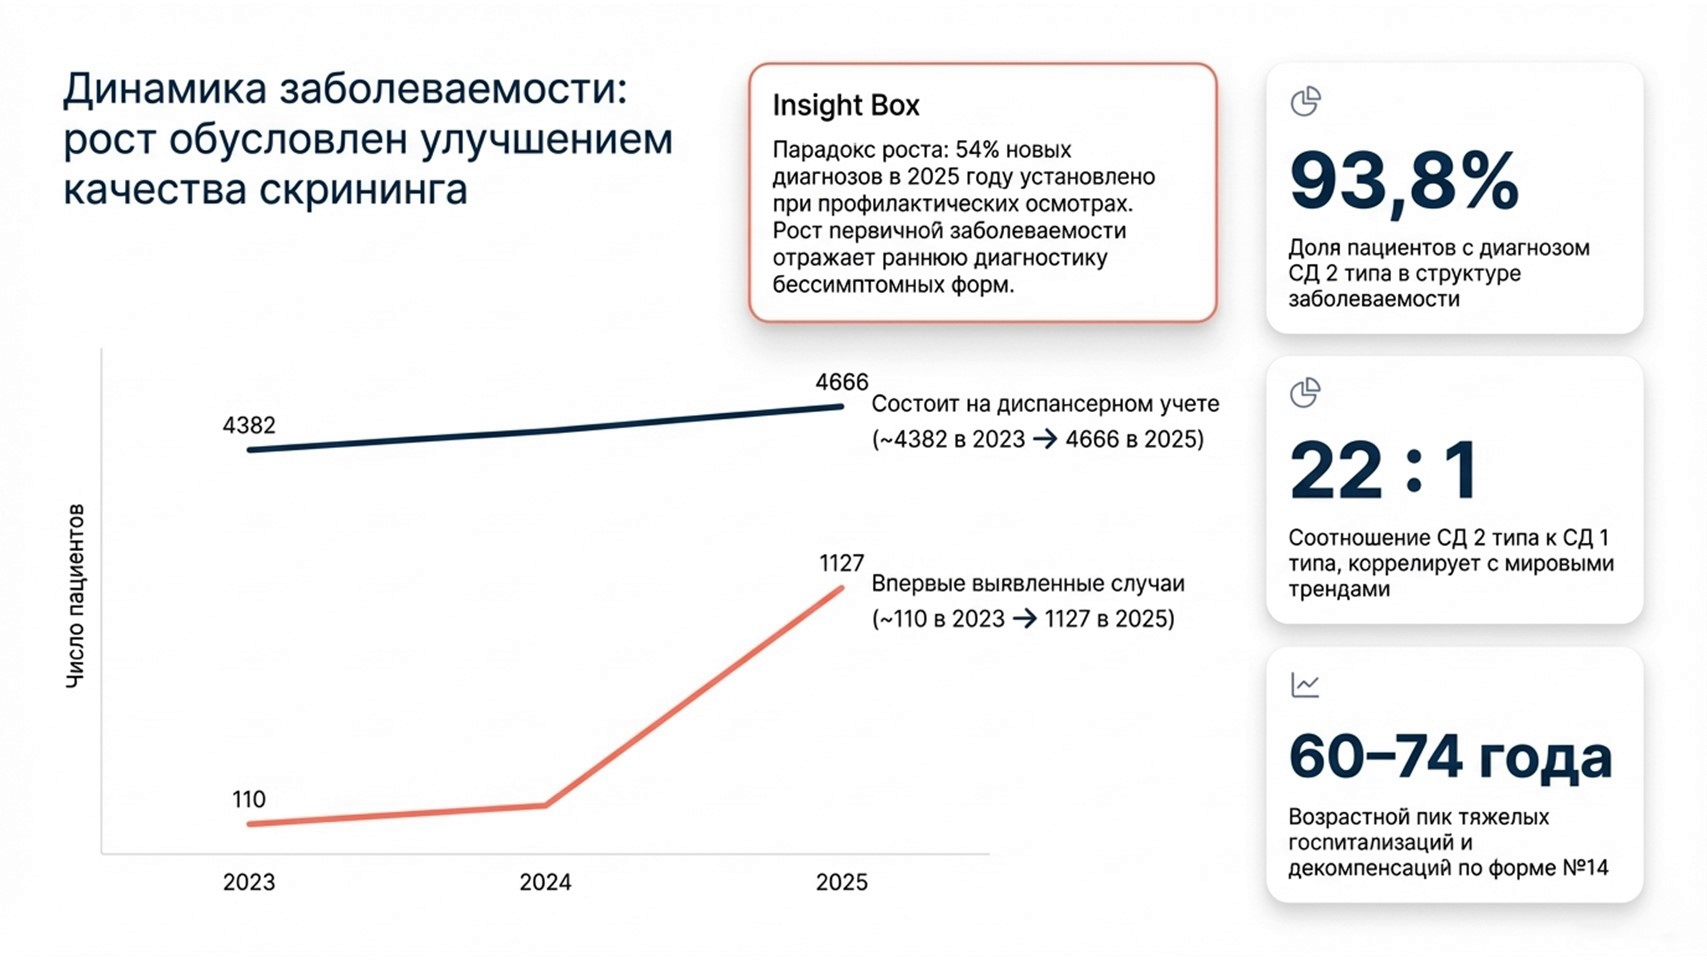 Динамика заболеваемости:
рост обусловлен улучшением
качества скрининга
Insight Box
Парадокс роста: 54% новых
диагнозов в 2025 году установлено
при профилактических осмотрах.
Рост первичной заболеваемости
отражает раннюю диагностику
бессимптомных форм.
93,8%
Доля пациентов с диагнозом
СД 2 типа в структуре
заболеваемости
22 : 1
Соотношение СД 2 типа к СД 1
типа, коррелирует с мировыми
трендами
60–74 года
Возрастной пик тяжелых
госпитализаций и
декомпенсаций по форме №14
Число пациентов
4382
4666
Состоит на диспансерном учете
(~4382 в 2023 → 4666 в 2025)
1127
Впервые выявленные случаи
(~110 в 2023 → 1127 в 2025)
110
2023
2024
2025